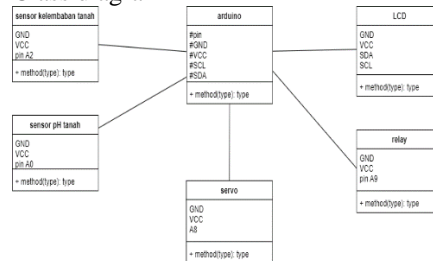 sensor kelembaban tanah
GND
VCC
pin A2
+ method(type): type
arduino
#pin
#GND
#VCC
#SCL
#SDA
+ method(type): type
LCD
GND
VCC
SDA
SCL
+ method(type): type
sensor pH tanah
GND
VCC
pin A0
+ method(type): type
relay
GND
VCC
pin A9
+ method(type): type
servo
GND
VCC
A8
+ method(type): type